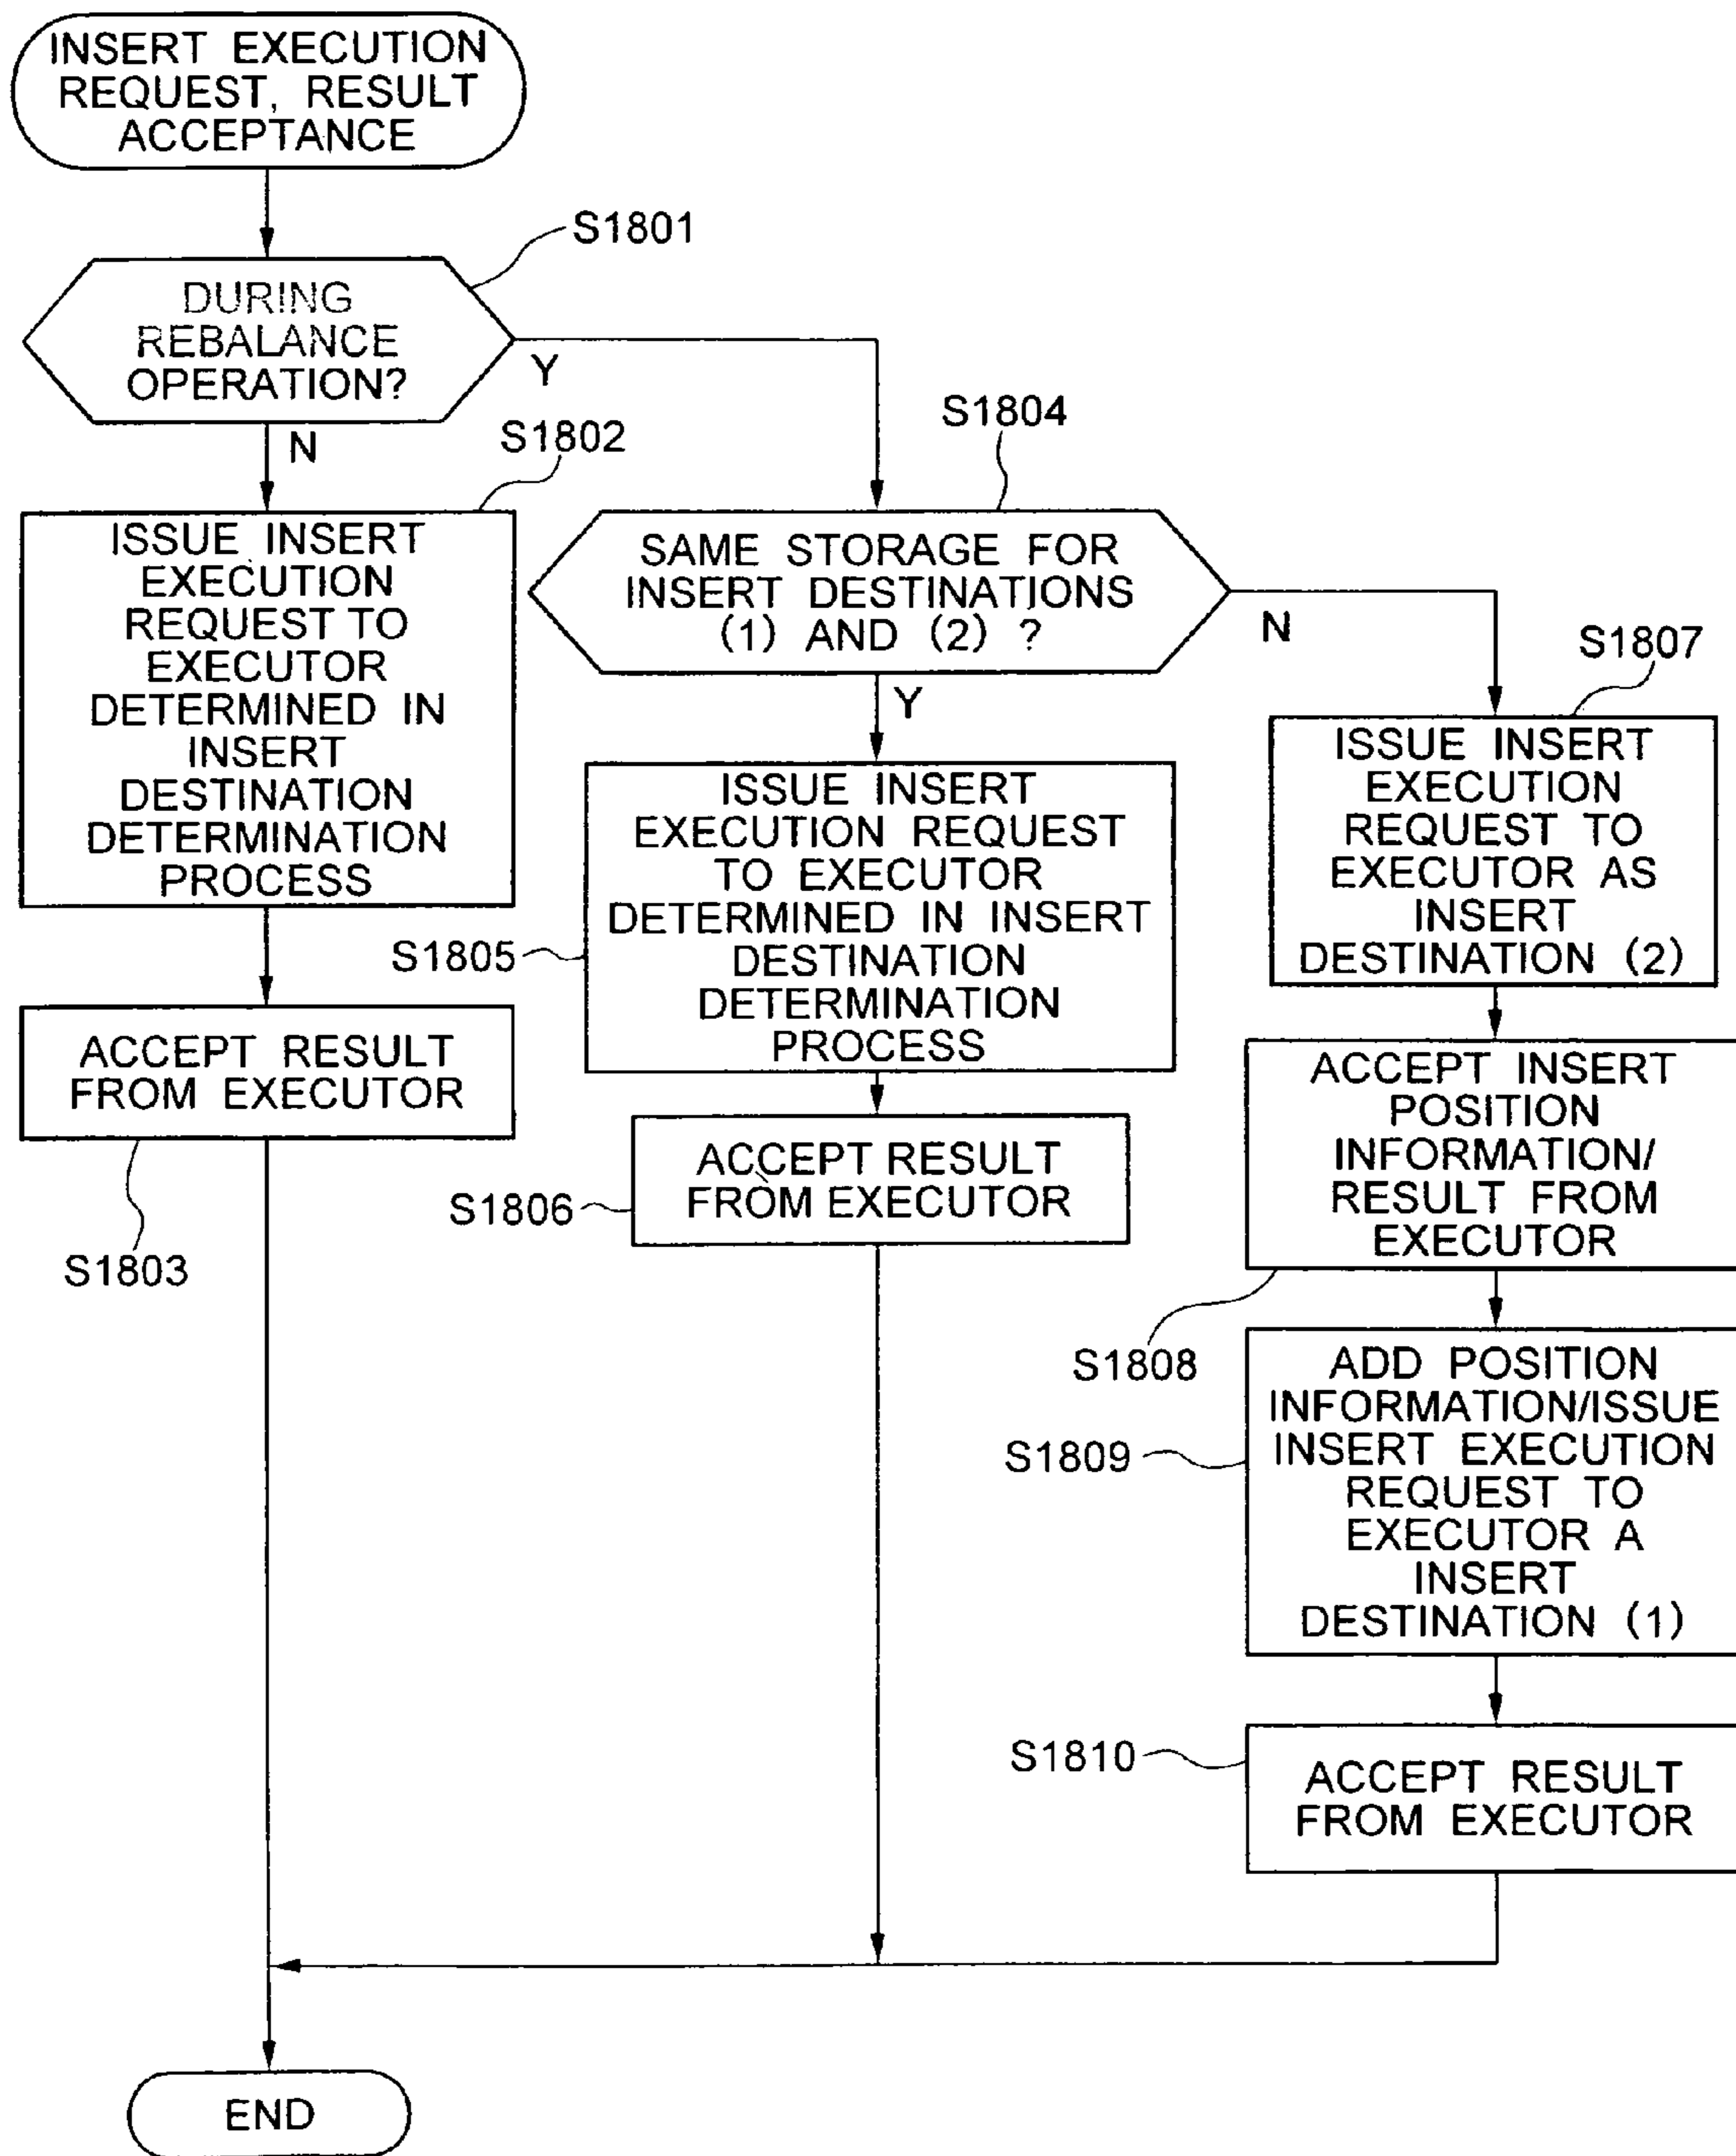 INSERT EXECUTION
REQUEST, RESULT
ACCEPTANCE
S1801
DURING
REBALANCE
OPERATION?
Y
N
S1802
ISSUE INSERT
EXECUTION
REQUEST TO
EXECUTOR
DETERMINED IN
INSERT
DESTINATION
DETERMINATION
PROCESS
ACCEPT RESULT
FROM EXECUTOR
S1803
S1804
SAME STORAGE FOR
INSERT DESTINATIONS
(1) AND (2) ?
N
Y
ISSUE INSERT
EXECUTION REQUEST
TO EXECUTOR
DETERMINED IN INSERT
DESTINATION
DETERMINATION
PROCESS
S1805
ACCEPT RESULT
FROM EXECUTOR
S1806
S1807
ISSUE INSERT
EXECUTION
REQUEST TO
EXECUTOR AS
INSERT
DESTINATION (2)
ACCEPT INSERT
POSITION
INFORMATION/
RESULT FROM
EXECUTOR
S1808
ADD POSITION
INFORMATION/ISSUE
INSERT EXECUTION
REQUEST TO
EXECUTOR A
INSERT
DESTINATION (1)
S1809
S1810
ACCEPT RESULT
FROM EXECUTOR
END